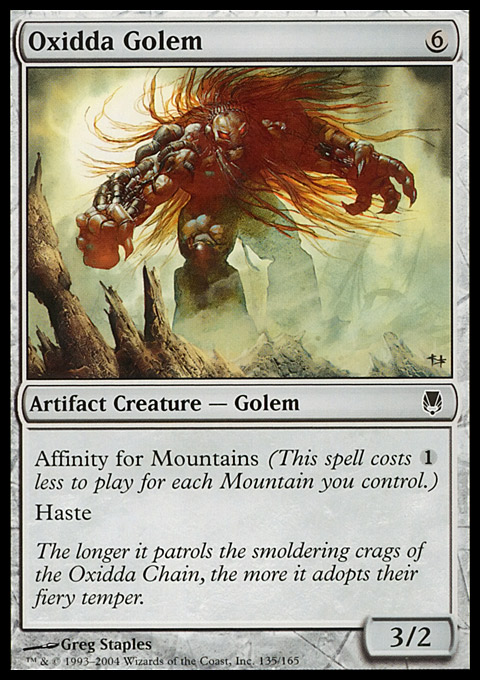 Oxidda Golem 6
Artifact Creature — Golem
Affinity for Mountains (This spell costs 1
less to play for each Mountain you control.)
Haste
The longer it patrols the smoldering crags of
the Oxidda Chain, the more it adopts their
fiery temper.
Greg Staples
3/2
™ & © 1993–2004 Wizards of the Coast, Inc. 135/165